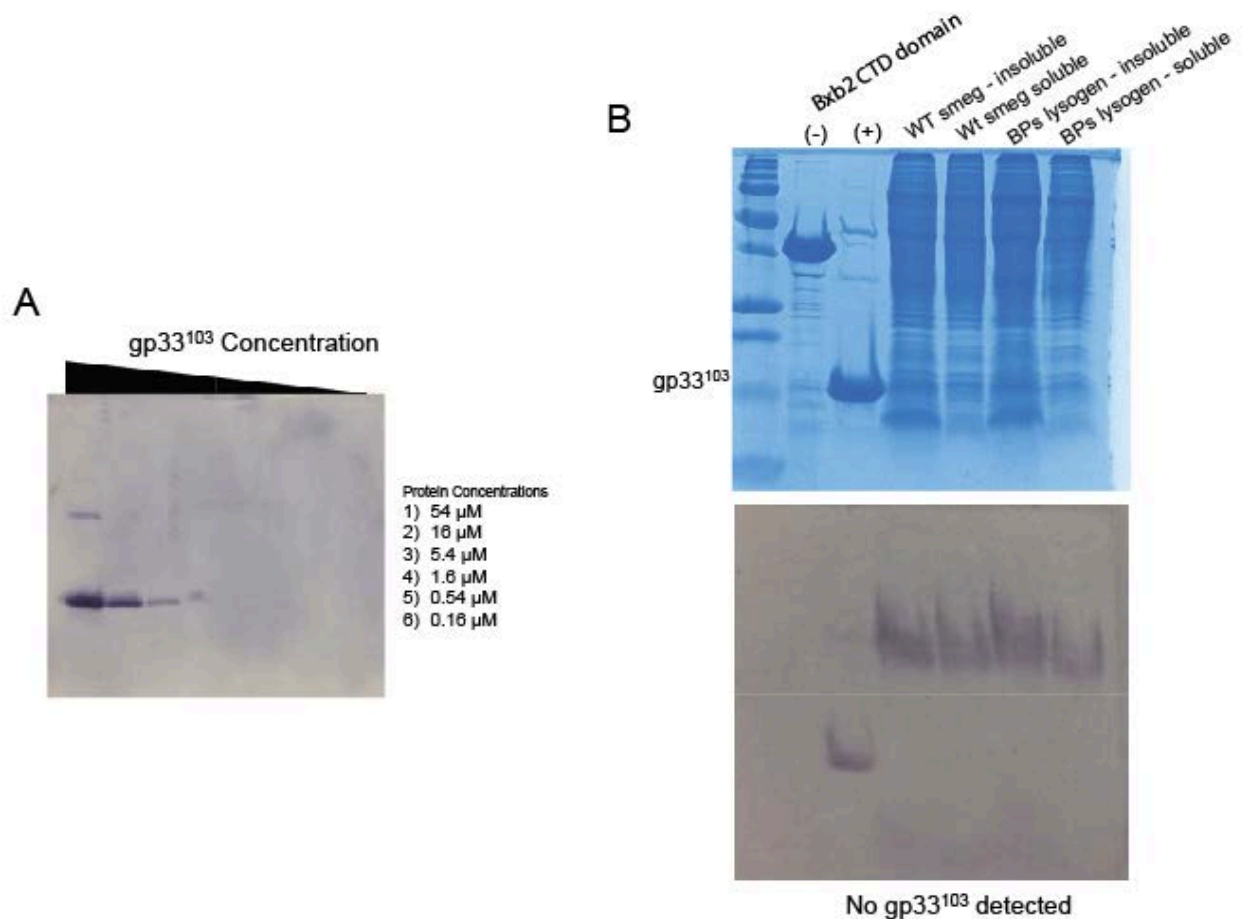 A
gp33¹⁰³ Concentration
Protein Concentrations
1) 54 µM
2) 16 µM
3) 5.4 µM
4) 1.6 µM
5) 0.54 µM
6) 0.16 µM
B
Bxb2 CTD domain
(-)
(+)
WT smeg - insoluble
Wt smeg soluble
BPs lysogen - insoluble
BPs lysogen - soluble
gp33¹⁰³
No gp33¹⁰³ detected